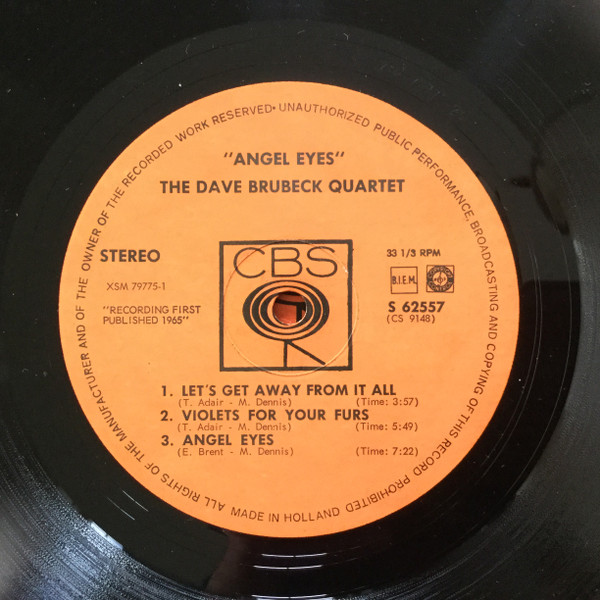 ALL RIGHTS OF THE MANUFACTURER AND OF THE OWNER OF THE RECORDED WORK RESERVED • UNAUTHORIZED PUBLIC PERFORMANCE, BROADCASTING AND COPYING OF THIS RECORD PROHIBITED
"ANGEL EYES"
THE DAVE BRUBECK QUARTET
STEREO
XSM 79775-1
"RECORDING FIRST
PUBLISHED 1965"
CBS
33 1/3 RPM
B.I.E.M.
S 62557
(CS 9148)
1. LET'S GET AWAY FROM IT ALL
(T. Adair - M. Dennis) (Time: 3:57)
2. VIOLETS FOR YOUR FURS
(T. Adair - M. Dennis) (Time: 5:49)
3. ANGEL EYES
(E. Brent - M. Dennis) (Time: 7:22)
MADE IN HOLLAND